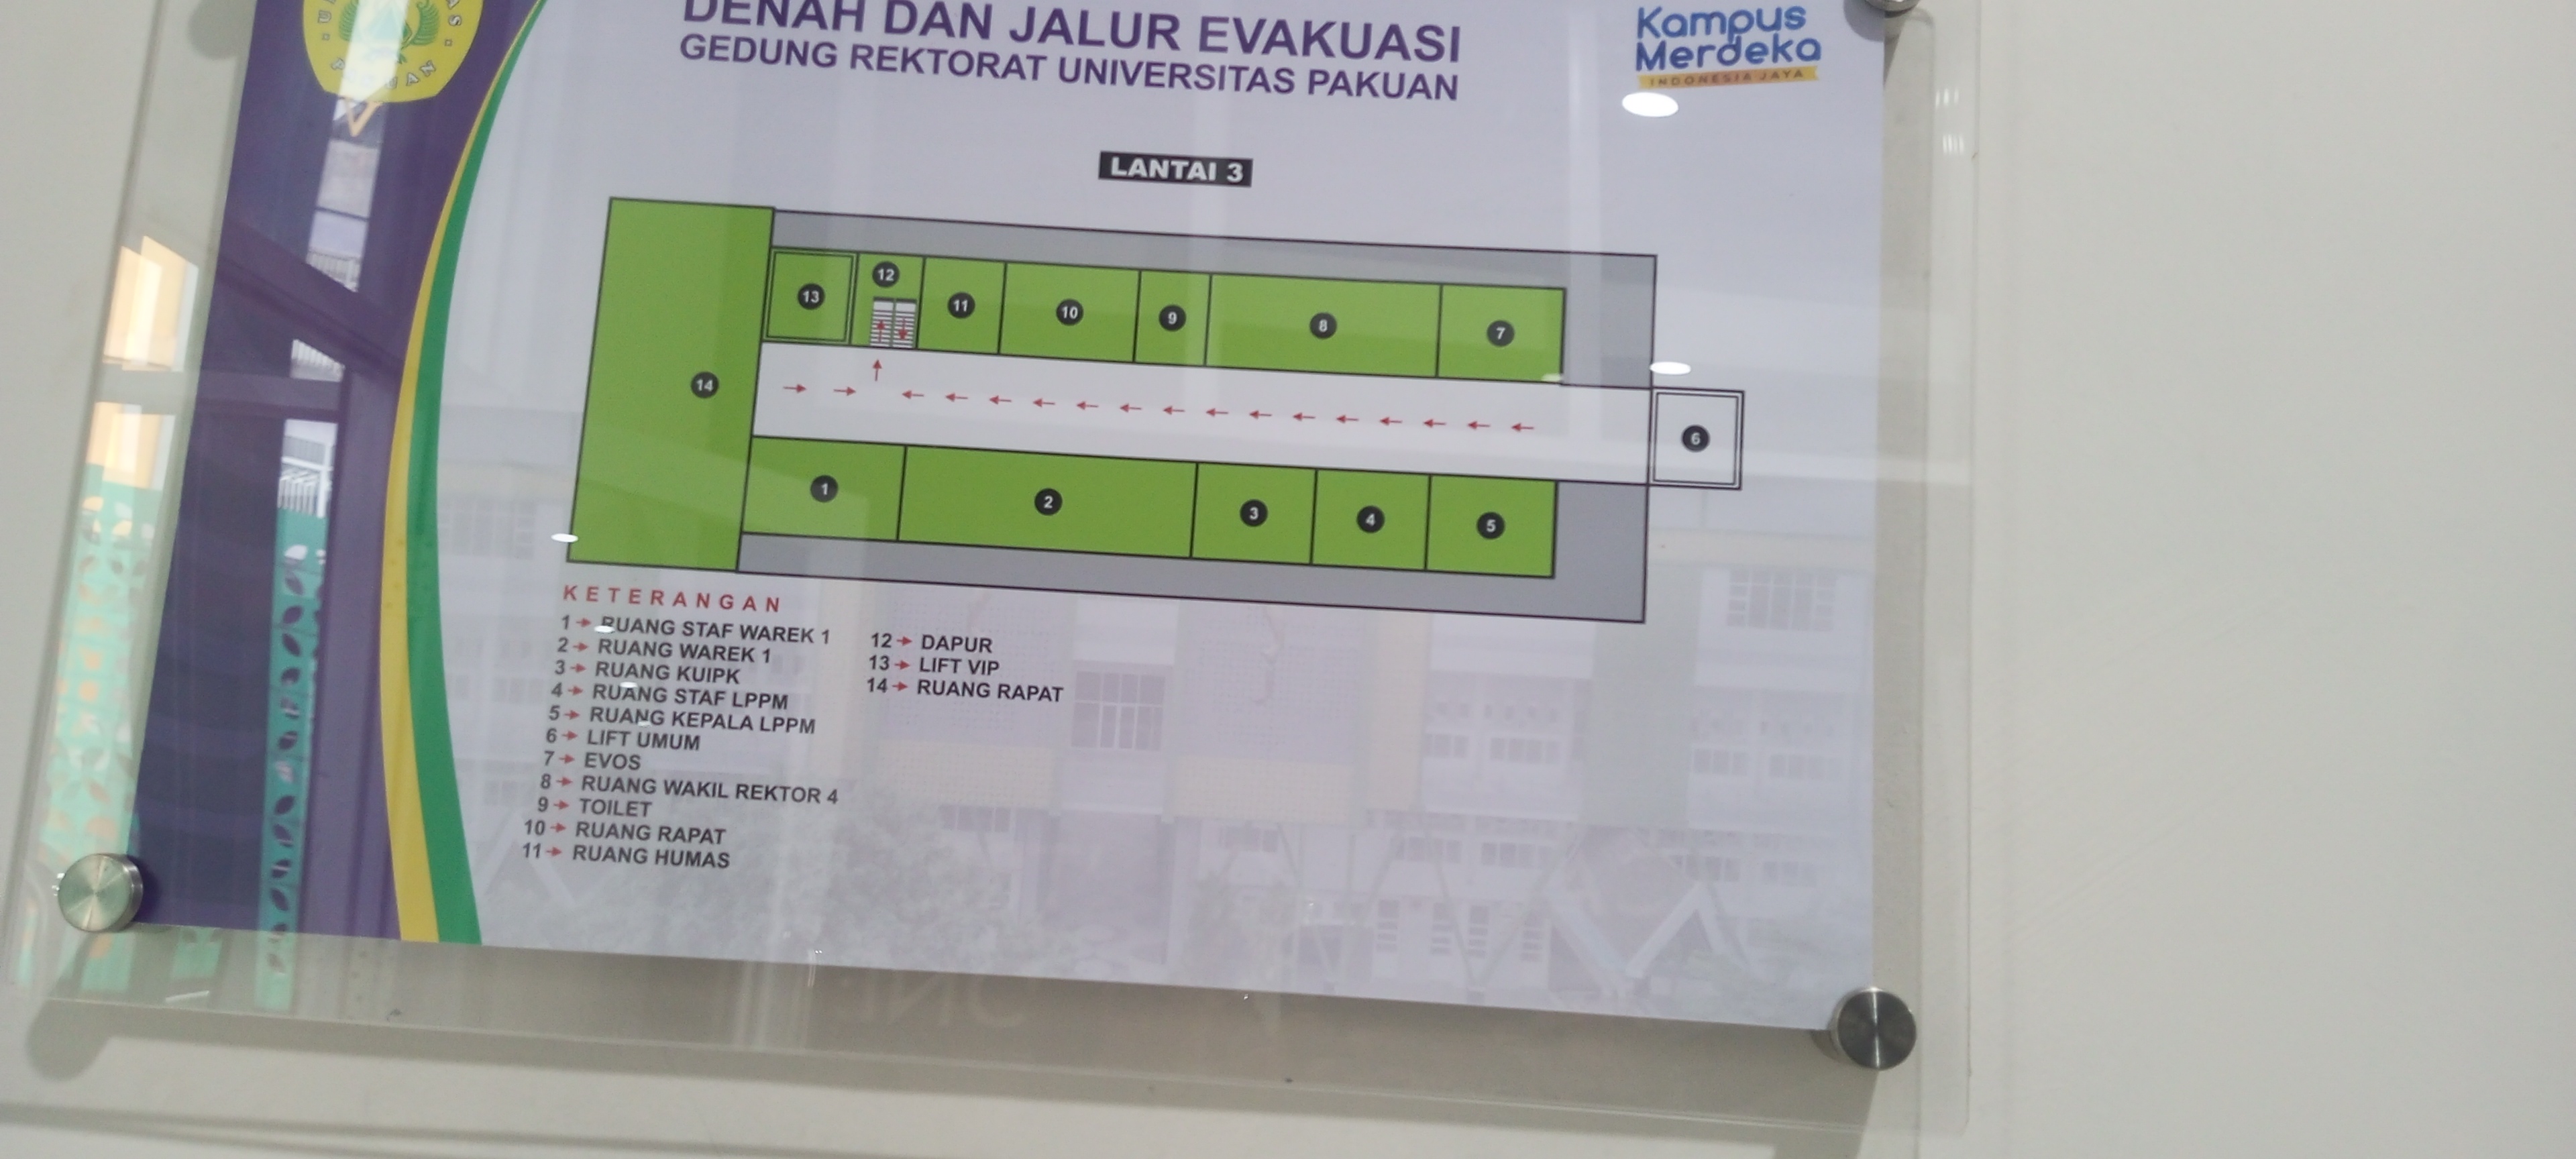 DENAH DAN JALUR EVAKUASI
GEDUNG REKTORAT UNIVERSITAS PAKUAN
Kampus
Merdeka
INDONESIA JAYA
PAKUAN
LANTAI 3
13
12
11
10
9
8
7
14
6
1
2
3
4
5
KETERANGAN
1 → RUANG STAF WAREK 1
2 → RUANG WAREK 1
3 → RUANG KUIPK
4 → RUANG STAF LPPM
5 → RUANG KEPALA LPPM
6 → LIFT UMUM
7 → EVOS
8 → RUANG WAKIL REKTOR 4
9 → TOILET
10 → RUANG RAPAT
11 → RUANG HUMAS
12 → DAPUR
13 → LIFT VIP
14 → RUANG RAPAT